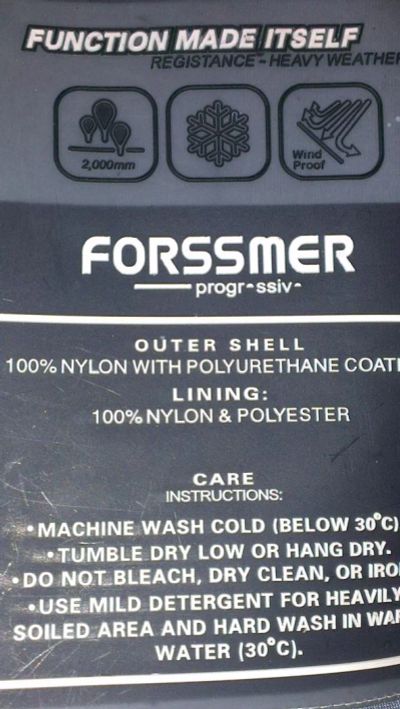 FUNCTION MADE ITSELF
REGISTANCE - HEAVY WEATHER
2,000mm
Wind
Proof
FORSSMER
progr-ssiv-
OUTER SHELL
100% NYLON WITH POLYURETHANE COATI
LINING:
100% NYLON & POLYESTER
CARE
INSTRUCTIONS:
•MACHINE WASH COLD (BELOW 30°C)
•TUMBLE DRY LOW OR HANG DRY.
•DO NOT BLEACH, DRY CLEAN, OR IRO
•USE MILD DETERGENT FOR HEAVILY
SOILED AREA AND HARD WASH IN WAR
WATER (30°C).